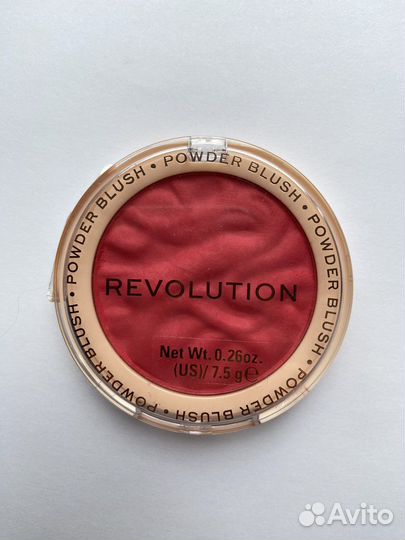 POWDER BLUSH • POWDER BLUSH • POWDER BLUSH • POWDER BLUSH •
REVOLUTION
Net Wt. 0.26oz.
(US)/ 7.5 g ℮
Avito